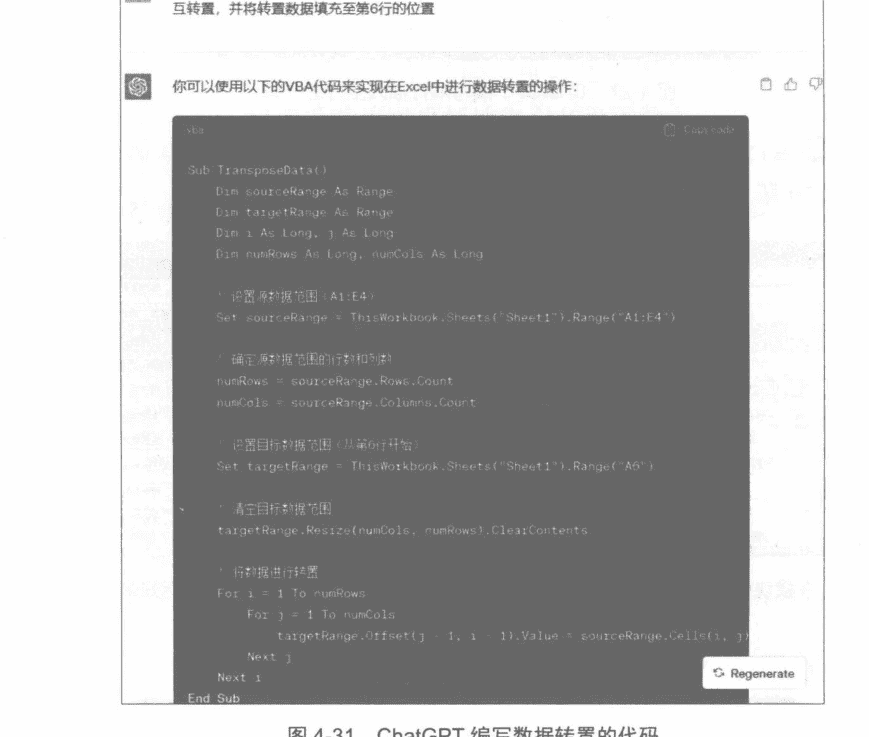 互转置，并将转置数据填充至第6行的位置
你可以使用以下的VBA代码来实现在Excel中进行数据转置的操作：
vba
Copy code
Sub TransposeData()
Dim sourceRange As Range
Dim targetRange As Range
Dim i As Long, j As Long
Dim numRows As Long, numCols As Long
' 设置源数据范围（A1:E4）
Set sourceRange = ThisWorkbook.Sheets("Sheet1").Range("A1:E4")
' 确定源数据范围的行数和列数
numRows = sourceRange.Rows.Count
numCols = sourceRange.Columns.Count
' 设置目标数据范围（从第6行开始）
Set targetRange = ThisWorkbook.Sheets("Sheet1").Range("A6")
' 清空目标数据范围
targetRange.Resize(numCols, numRows).ClearContents
' 将数据进行转置
For i = 1 To numRows
For j = 1 To numCols
targetRange.Offset(j - 1, i - 1).Value = sourceRange.Cells(i, j)
Next j
Next i
End Sub
Regenerate
图 4-31 ChatGPT 编写数据转置的代码